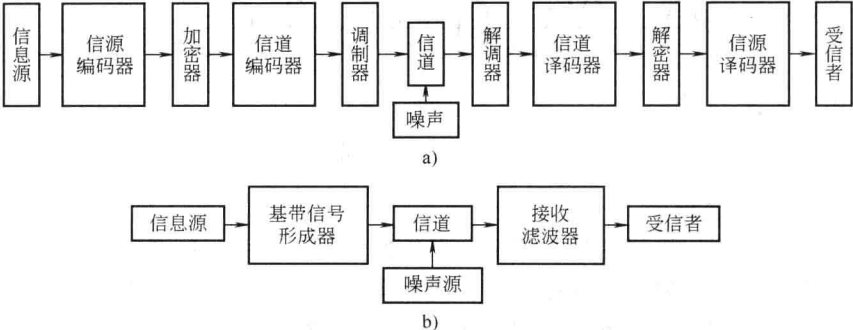 信息源
信源编码器
加密器
信道编码器
调制器
信道
解调器
信道译码器
解密器
信源译码器
受信者
噪声
a)
信息源
基带信号形成器
信道
接收滤波器
受信者
噪声源
b)